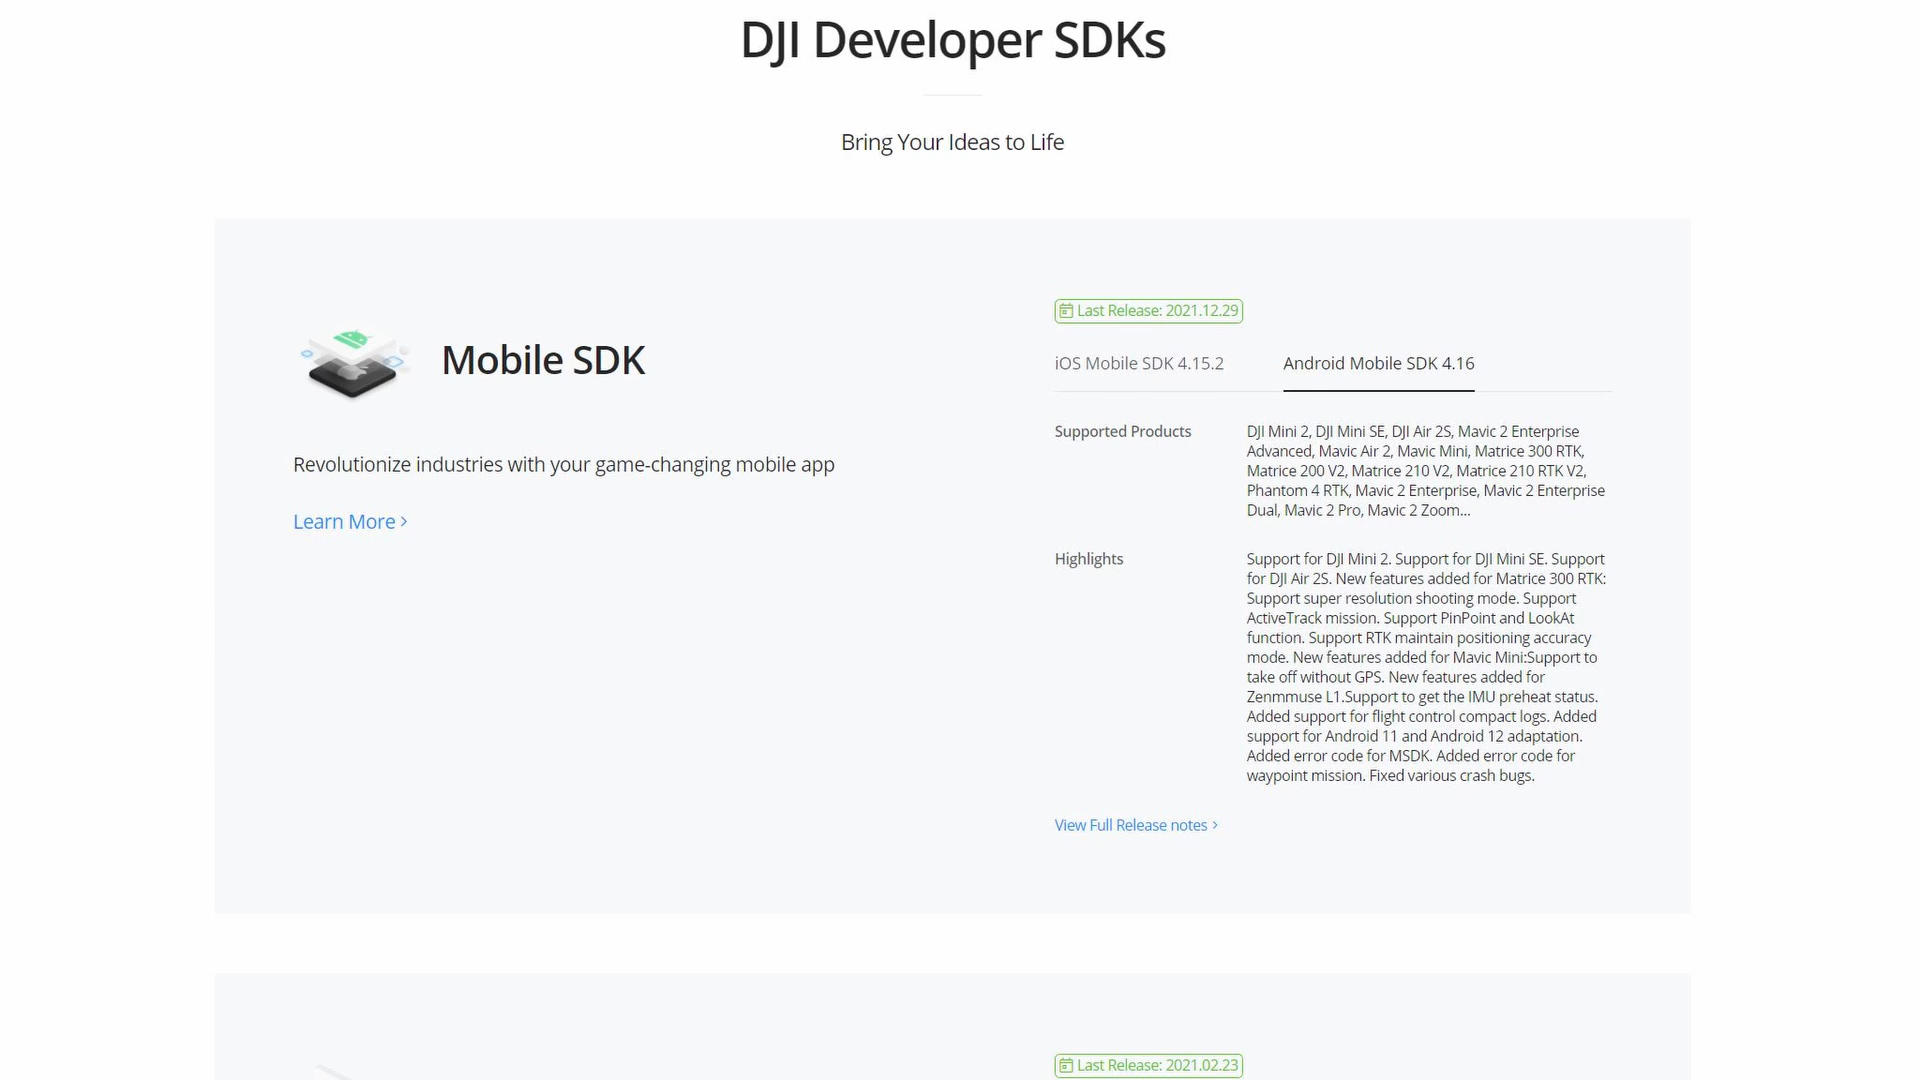 DJI Developer SDKs
Bring Your Ideas to Life
Mobile SDK
Revolutionize industries with your game-changing mobile app
Learn More >
Last Release: 2021.12.29
iOS Mobile SDK 4.15.2
Android Mobile SDK 4.16
Supported Products
DJI Mini 2, DJI Mini SE, DJI Air 2S, Mavic 2 Enterprise
Advanced, Mavic Air 2, Mavic Mini, Matrice 300 RTK,
Matrice 200 V2, Matrice 210 V2, Matrice 210 RTK V2,
Phantom 4 RTK, Mavic 2 Enterprise, Mavic 2 Enterprise
Dual, Mavic 2 Pro, Mavic 2 Zoom...
Highlights
Support for DJI Mini 2. Support for DJI Mini SE. Support
for DJI Air 2S. New features added for Matrice 300 RTK:
Support super resolution shooting mode. Support
ActiveTrack mission. Support PinPoint and LookAt
function. Support RTK maintain positioning accuracy
mode. New features added for Mavic Mini:Support to
take off without GPS. New features added for
Zenmmuse L1.Support to get the IMU preheat status.
Added support for flight control compact logs. Added
support for Android 11 and Android 12 adaptation.
Added error code for MSDK. Added error code for
waypoint mission. Fixed various crash bugs.
View Full Release notes >
Last Release: 2021.02.23